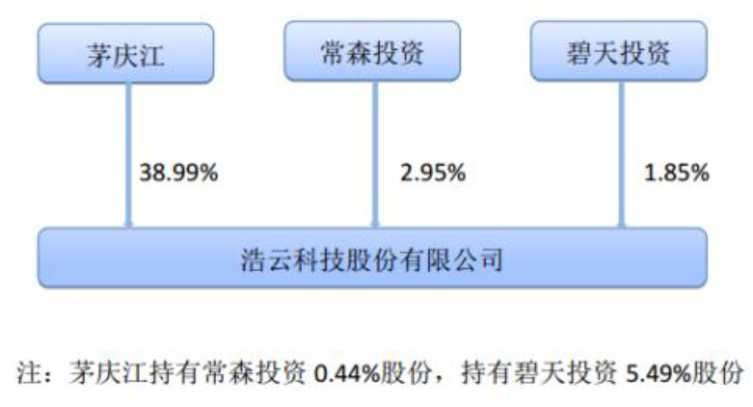 茅庆江 常森投资 碧天投资
38.99% 2.95% 1.85%
浩云科技股份有限公司
注：茅庆江持有常森投资 0.44%股份，持有碧天投资 5.49%股份